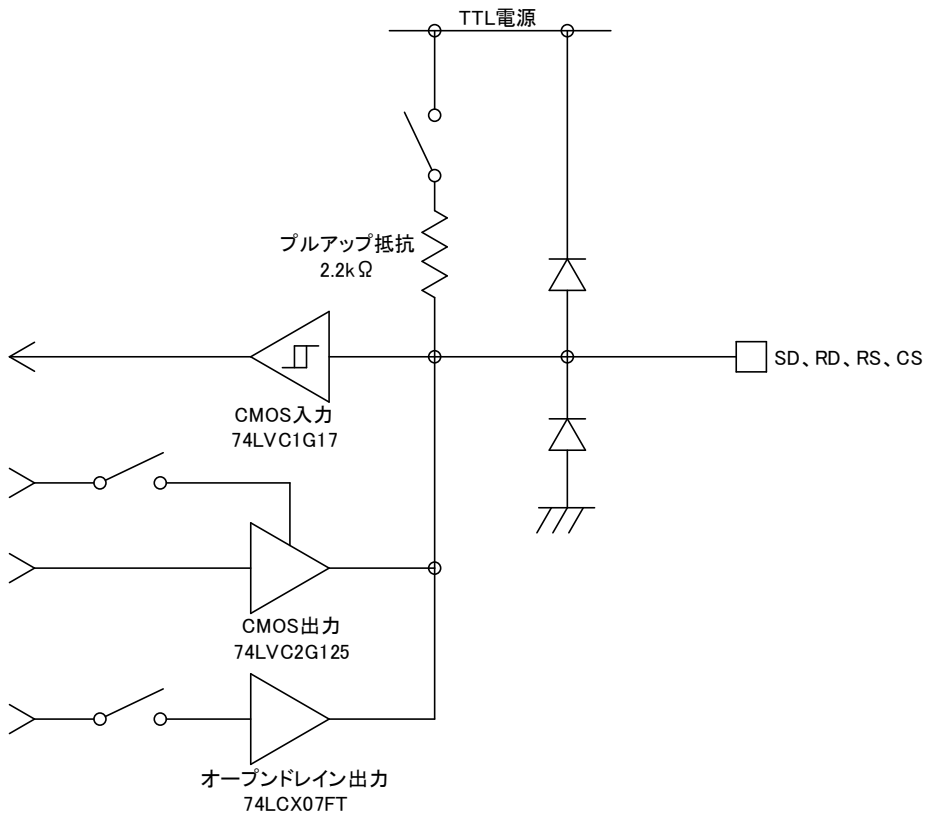 TTL電源
プルアップ抵抗
2.2kΩ
SD、RD、RS、CS
CMOS入力
74LVC1G17
CMOS出力
74LVC2G125
オープンドレイン出力
74LCX07FT